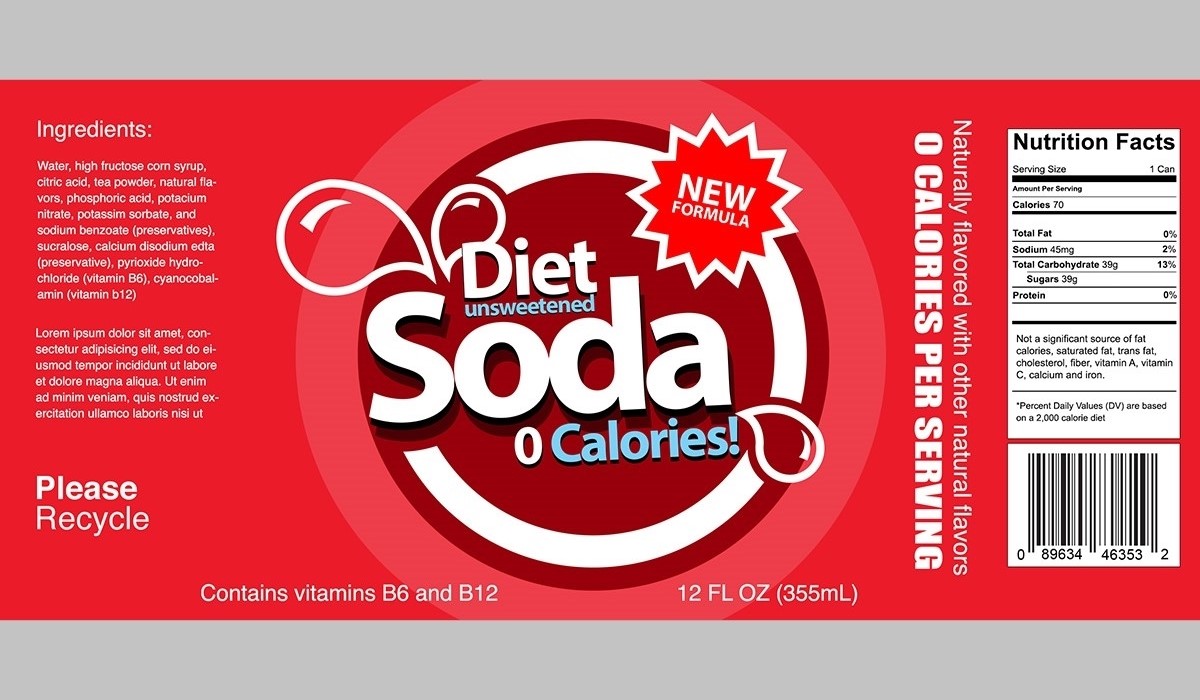 Ingredients:
Water, high fructose corn syrup,
citric acid, tea powder, natural fla-
vors, phosphoric acid, potacium
nitrate, potassim sorbate, and
sodium benzoate (preservatives),
sucralose, calcium disodium edta
(preservative), pyrioxide hydro-
chloride (vitamin B6), cyanocobal-
amin (vitamin b12)
Lorem ipsum dolor sit amet, con-
sectetur adipisicing elit, sed do ei-
usmod tempor incididunt ut labore
et dolore magna aliqua. Ut enim
ad minim veniam, quis nostrud ex-
ercitation ullamco laboris nisi ut
Please
Recycle
Contains vitamins B6 and B12
NEW
FORMULA
Diet
unsweetened
Soda
0 Calories!
12 FL OZ (355mL)
Naturally flavored with other natural flavors
0 CALORIES PER SERVING
Nutrition Facts
Serving Size 1 Can
Amount Per Serving
Calories 70
Total Fat 0%
Sodium 45mg 2%
Total Carbohydrate 39g 13%
Sugars 39g
Protein 0%
Not a significant source of fat
calories, saturated fat, trans fat,
cholesterol, fiber, vitamin A, vitamin
C, calcium and iron.
*Percent Daily Values (DV) are based
on a 2,000 calorie diet
0 89634 46353 2